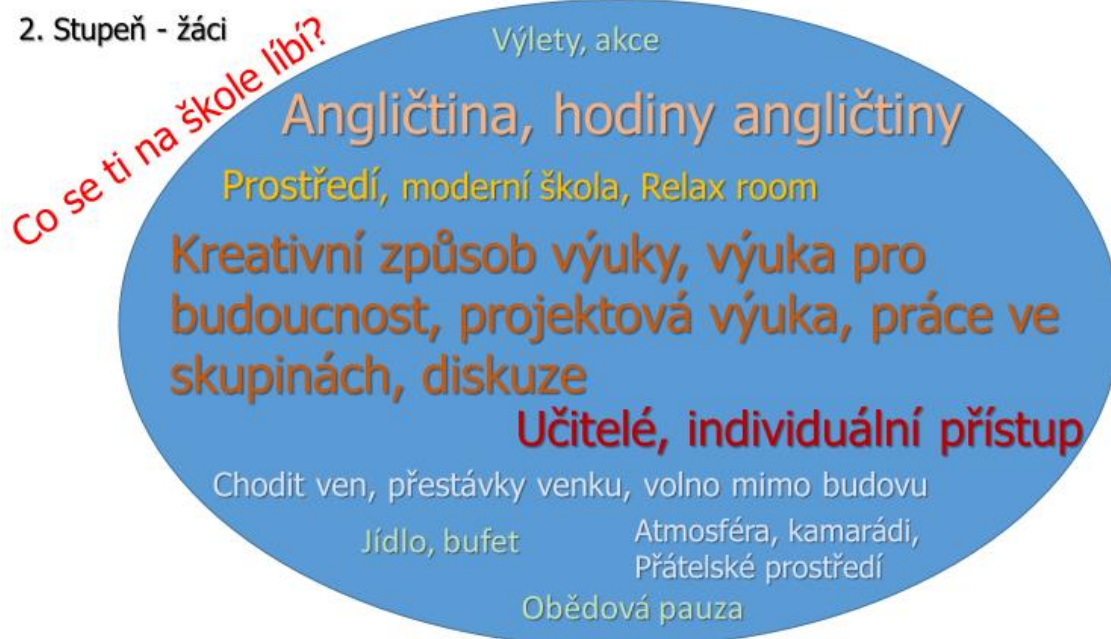 2. Stupeň - žáci
Co se ti na škole líbí?
Výlety, akce
Angličtina, hodiny angličtiny
Prostředí, moderní škola, Relax room
Kreativní způsob výuky, výuka pro
budoucnost, projektová výuka, práce ve
skupinách, diskuze
Učitelé, individuální přístup
Chodit ven, přestávky venku, volno mimo budovu
Jídlo, bufet
Atmosféra, kamarádi,
Přátelské prostředí
Obědová pauza